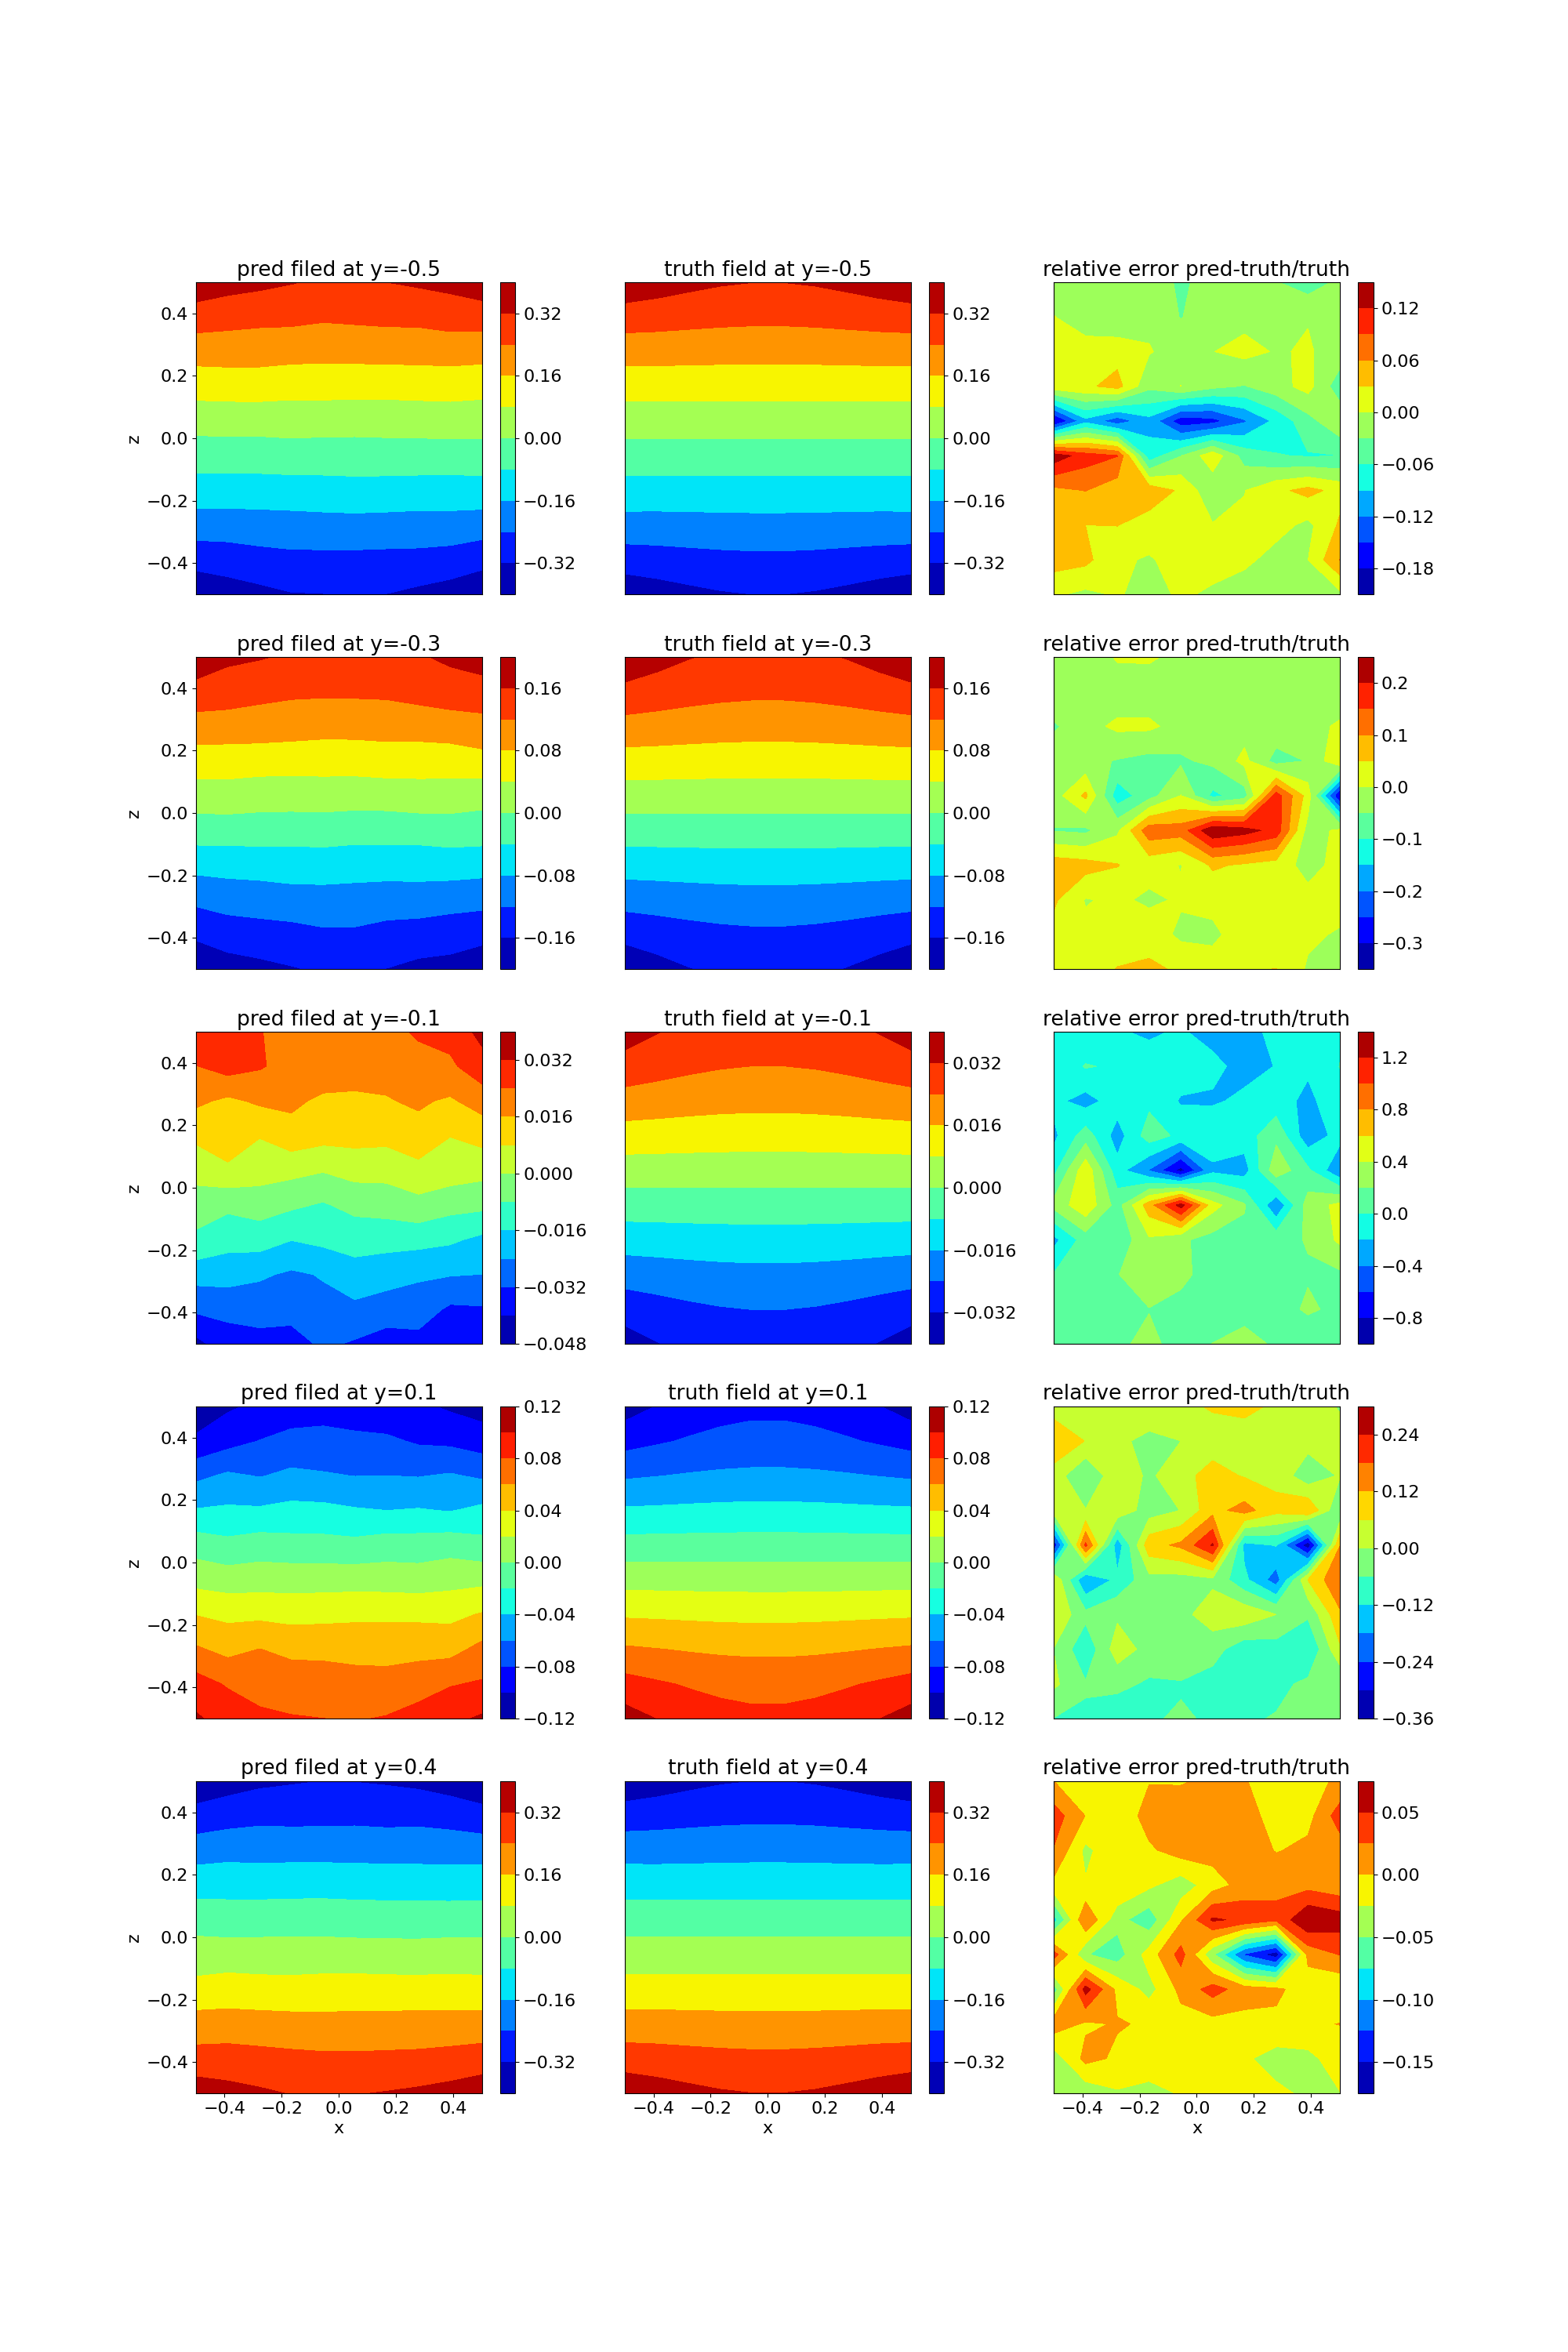 pred filed at y=-0.5 truth field at y=-0.5 relative error pred-truth/truth
0.4 0.2 0.0 −0.2 −0.4
z
0.32 0.16 0.00 −0.16 −0.32
0.32 0.16 0.00 −0.16 −0.32
0.12 0.06 0.00 −0.06 −0.12 −0.18
pred filed at y=-0.3 truth field at y=-0.3 relative error pred-truth/truth
0.4 0.2 0.0 −0.2 −0.4
z
0.16 0.08 0.00 −0.08 −0.16
0.16 0.08 0.00 −0.08 −0.16
0.2 0.1 0.0 −0.1 −0.2 −0.3
pred filed at y=-0.1 truth field at y=-0.1 relative error pred-truth/truth
0.4 0.2 0.0 −0.2 −0.4
z
0.032 0.016 0.000 −0.016 −0.032 −0.048
0.032 0.016 0.000 −0.016 −0.032
1.2 0.8 0.4 0.0 −0.4 −0.8
pred filed at y=0.1 truth field at y=0.1 relative error pred-truth/truth
0.4 0.2 0.0 −0.2 −0.4
z
0.12 0.08 0.04 0.00 −0.04 −0.08 −0.12
0.12 0.08 0.04 0.00 −0.04 −0.08 −0.12
0.24 0.12 0.00 −0.12 −0.24 −0.36
pred filed at y=0.4 truth field at y=0.4 relative error pred-truth/truth
0.4 0.2 0.0 −0.2 −0.4
z
0.32 0.16 0.00 −0.16 −0.32
0.32 0.16 0.00 −0.16 −0.32
0.05 0.00 −0.05 −0.10 −0.15
−0.4 −0.2 0.0 0.2 0.4 −0.4 −0.2 0.0 0.2 0.4 −0.4 −0.2 0.0 0.2 0.4
x x x